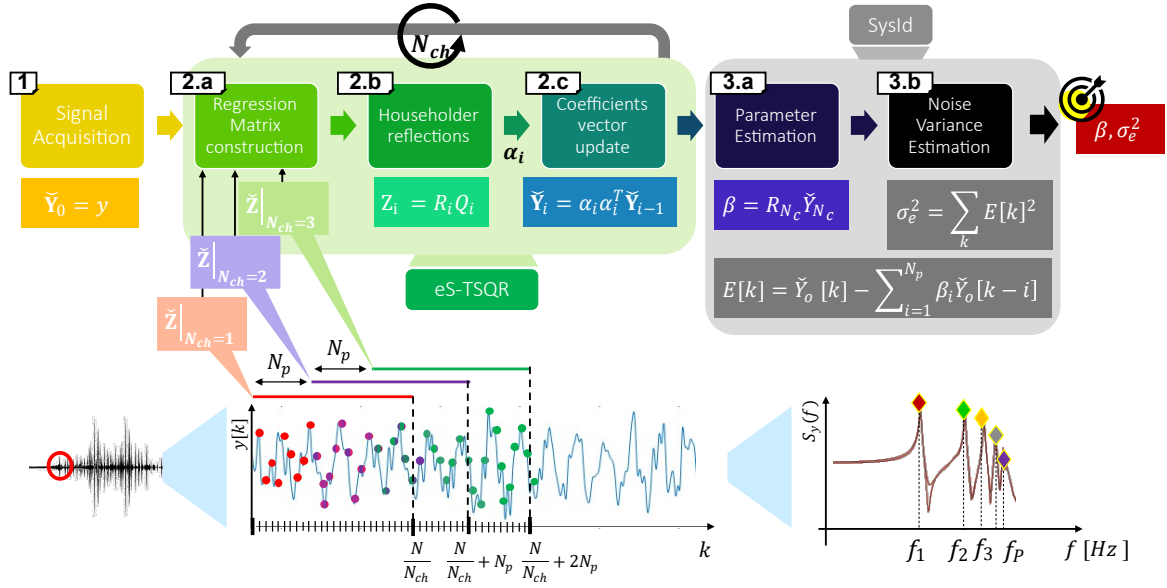 N_ch
SysId
1
Signal
Acquisition
2.a
Regression
Matrix
construction
2.b
Householder
reflections
α_i
2.c
Coefficients
vector
update
3.a
Parameter
Estimation
3.b
Noise
Variance
Estimation
β, σ_e^2
Y̌_0 = y
Z_i = R_i Q_i
Y̌_i = α_i α_i^T Y̌_{i-1}
β = R_{N_c} Y̌_{N_c}
σ_e^2 = ∑_k E[k]^2
E[k] = Y̌_o [k] − ∑_{i=1}^{N_p} β_i Y̌_o[k − i]
Ž|_{N_ch=3}
Ž|_{N_ch=2}
Ž|_{N_ch=1}
eS-TSQR
N_p
N_p
y[k]
k
N/N_ch
N/N_ch + N_p
N/N_ch + 2N_p
S_y(f)
f_1
f_2
f_3
f_P
f [Hz]